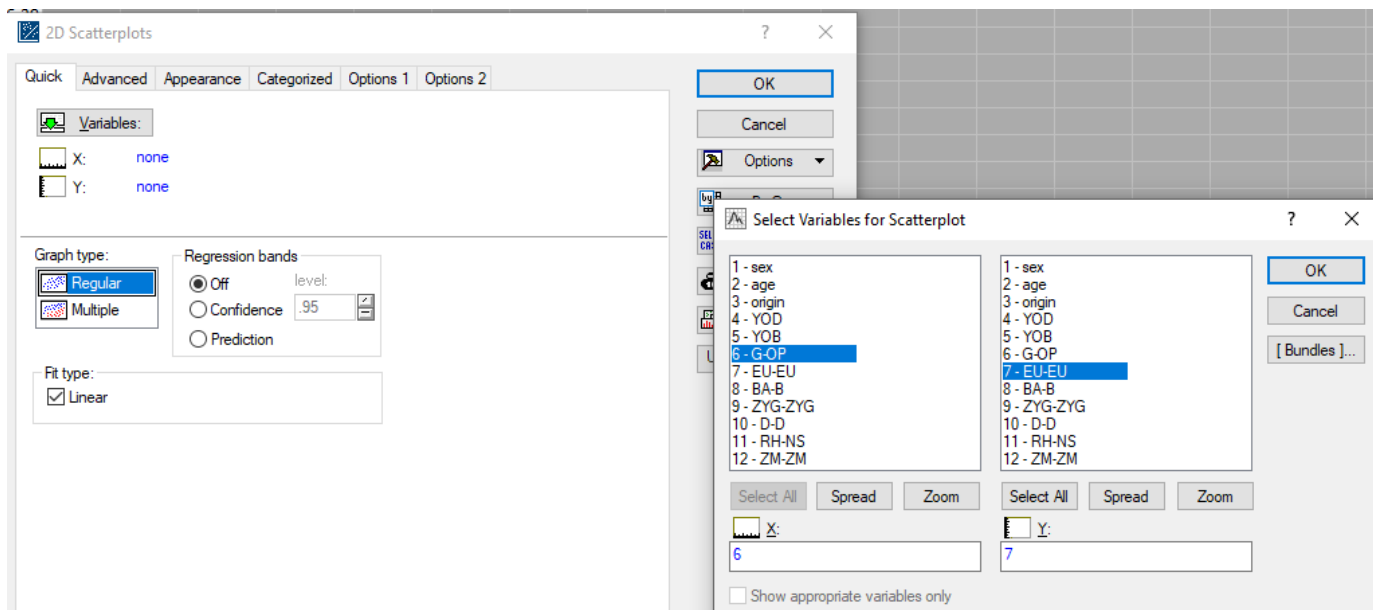 2D Scatterplots
?
Quick Advanced Appearance Categorized Options 1 Options 2
OK
Variables:
Cancel
X: none
Options
Y: none
Graph type:
Regular
Multiple
Regression bands
Off level:
Confidence .95
Prediction
Fit type:
Linear
Select Variables for Scatterplot
?
1 - sex
2 - age
3 - origin
4 - YOD
5 - YOB
6 - G-OP
7 - EU-EU
8 - BA-B
9 - ZYG-ZYG
10 - D-D
11 - RH-NS
12 - ZM-ZM
1 - sex
2 - age
3 - origin
4 - YOD
5 - YOB
6 - G-OP
7 - EU-EU
8 - BA-B
9 - ZYG-ZYG
10 - D-D
11 - RH-NS
12 - ZM-ZM
OK
Cancel
[ Bundles ]...
Select All Spread Zoom
Select All Spread Zoom
X:
6
Y:
7
Show appropriate variables only